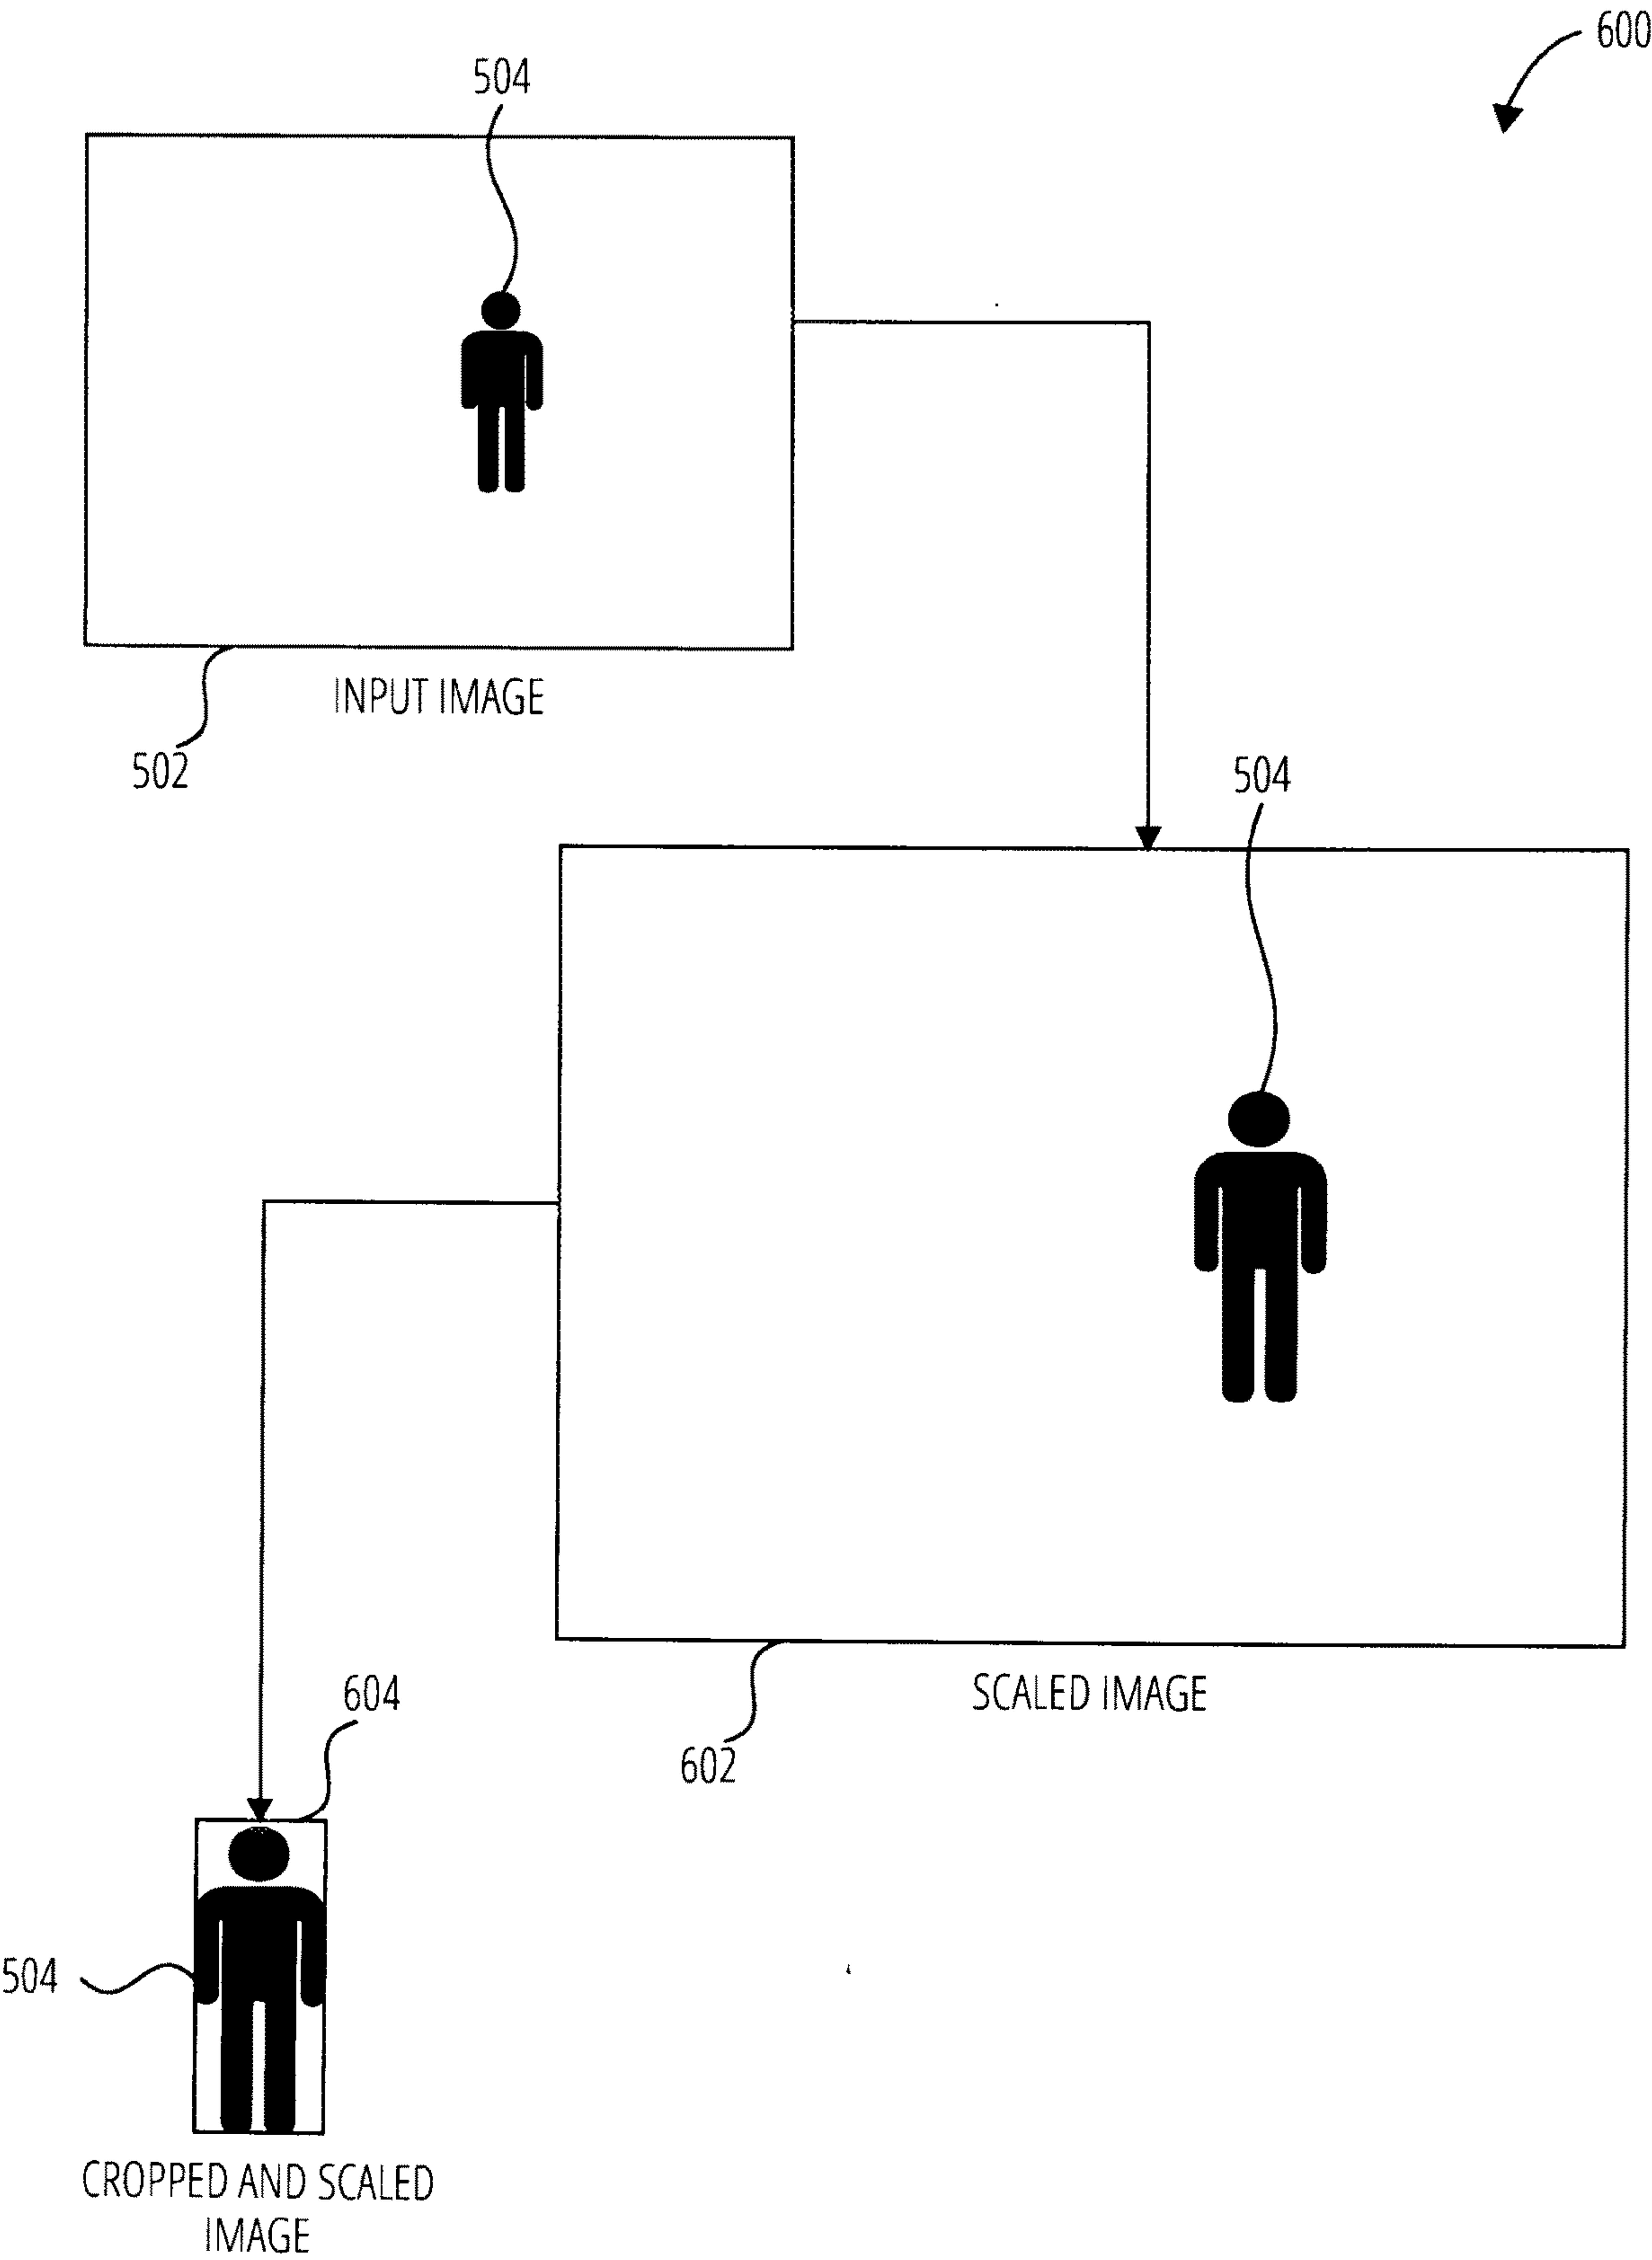 600
504
INPUT IMAGE
502
504
SCALED IMAGE
602
604
504
CROPPED AND SCALED
IMAGE